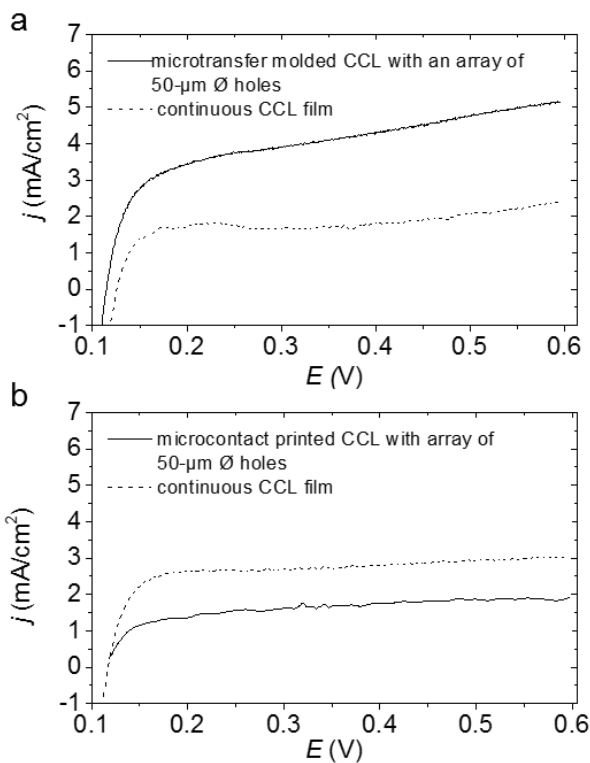 a
7
6
5
4
3
2
1
0
-1
j (mA/cm²)
microtransfer molded CCL with an array of
50-µm Ø holes
continuous CCL film
0.1 0.2 0.3 0.4 0.5 0.6
E (V)
b
7
6
5
4
3
2
1
0
-1
j (mA/cm²)
microcontact printed CCL with array of
50-µm Ø holes
continuous CCL film
0.1 0.2 0.3 0.4 0.5 0.6
E (V)